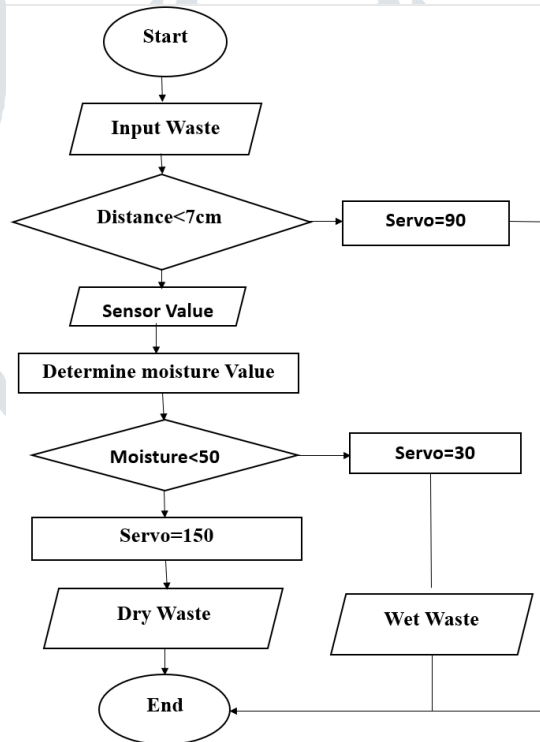 Start
Input Waste
Distance<7cm
Servo=90
Sensor Value
Determine moisture Value
Moisture<50
Servo=30
Servo=150
Dry Waste
Wet Waste
End